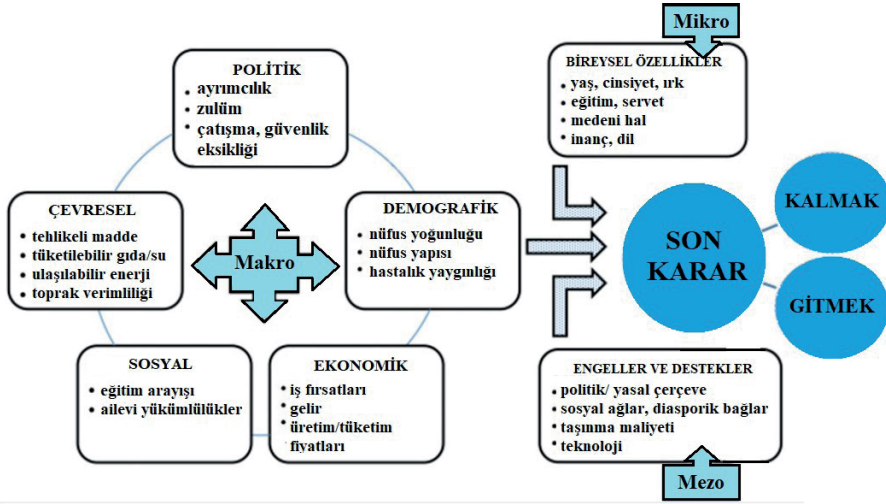 POLİTİK
• ayrımcılık
• zulüm
• çatışma, güvenlik
eksikliği
ÇEVRESEL
• tehlikeli madde
• tüketilebilir gıda/su
• ulaşılabilir enerji
• toprak verimliliği
Makro
DEMOGRAFİK
• nüfus yoğunluğu
• nüfus yapısı
• hastalık yaygınlığı
SOSYAL
• eğitim arayışı
• ailevi yükümlülükler
EKONOMİK
• iş fırsatları
• gelir
• üretim/tüketim
fiyatları
Mikro
BİREYSEL ÖZELLİKLER
• yaş, cinsiyet, ırk
• eğitim, servet
• medeni hal
• inanç, dil
SON
KARAR
KALMAK
GİTMEK
ENGELLER VE DESTEKLER
• politik/ yasal çerçeve
• sosyal ağlar, diasporik bağlar
• taşınma maliyeti
• teknoloji
Mezo